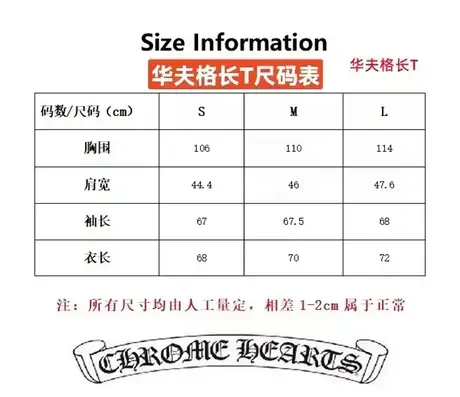 Size Information
华夫格长T尺码表
华夫格长T
码数/尺码（cm） S M L
胸围 106 110 114
肩宽 44.4 46 47.6
袖长 67 67.5 68
衣长 68 70 72
注：所有尺寸均由人工量定，相差1-2cm属于正常
CHROME HEARTS